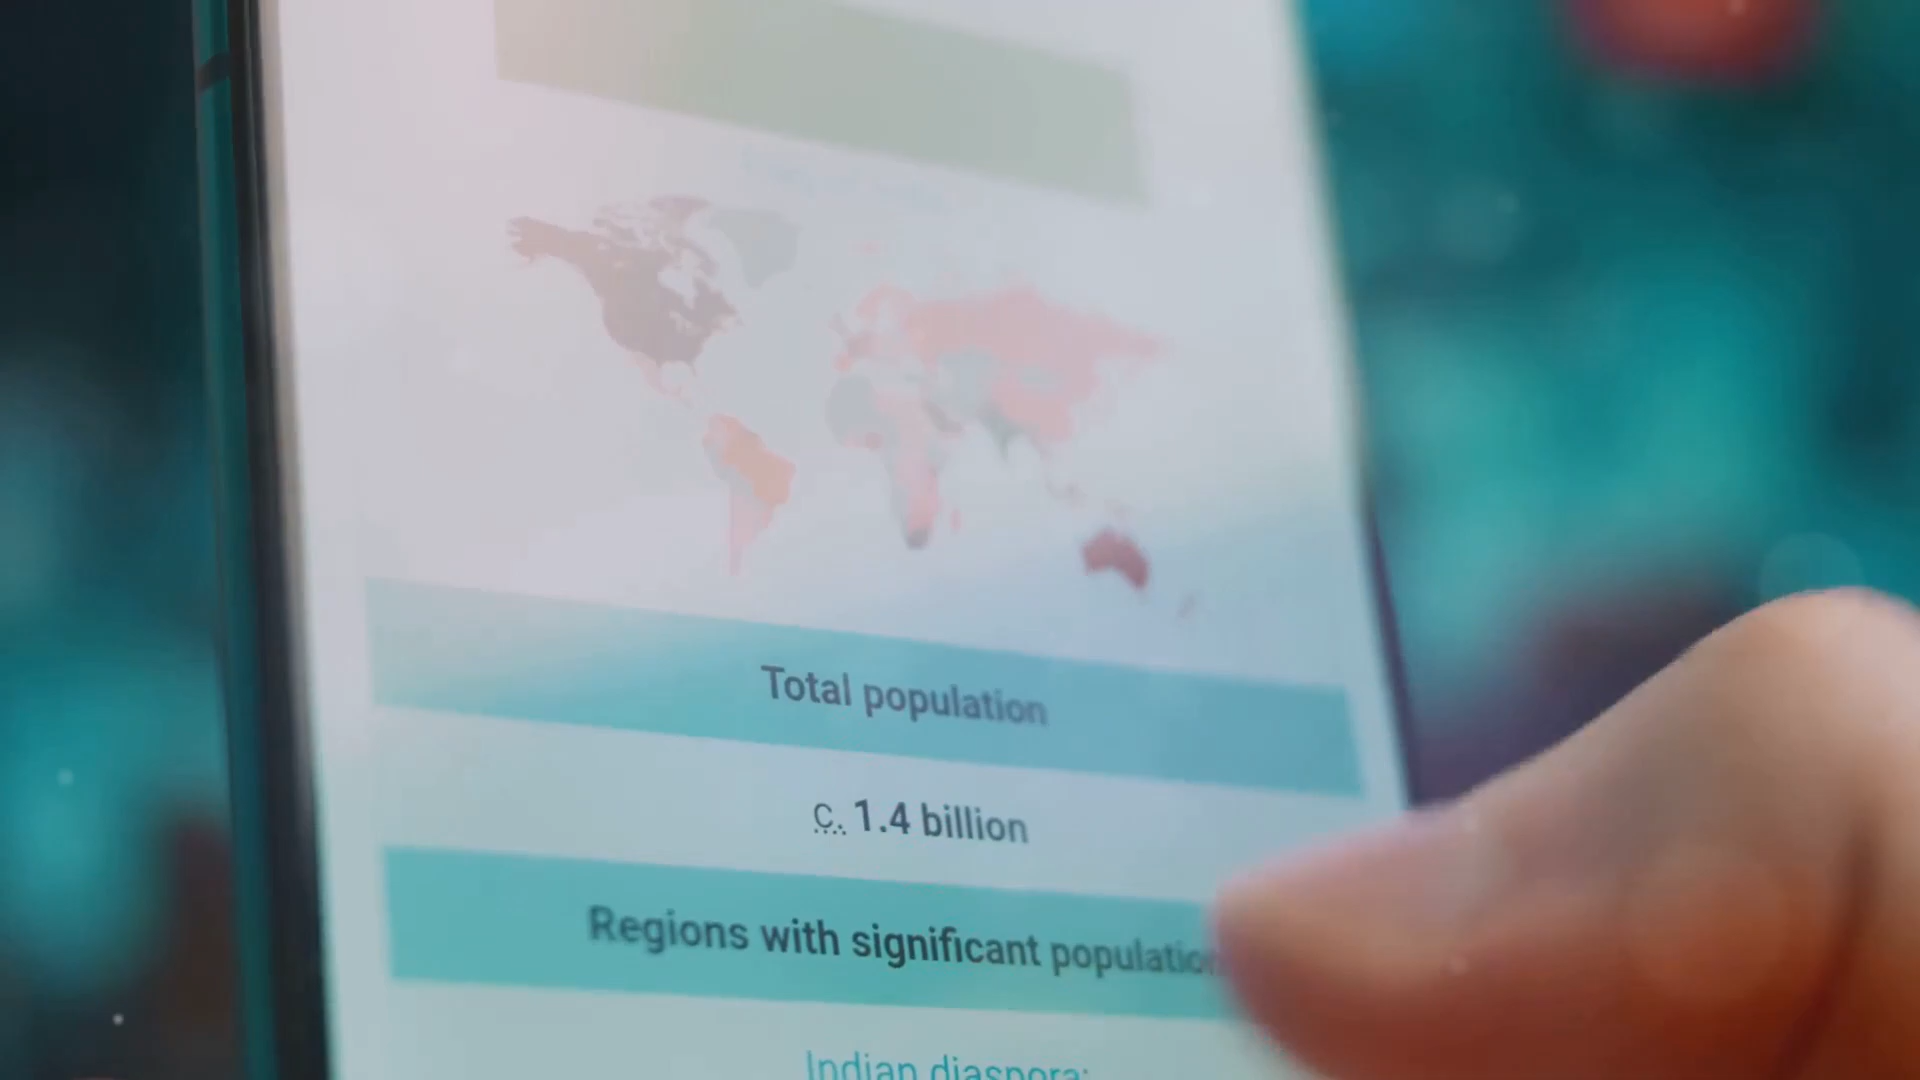 Total population
c. 1.4 billion
Regions with significant population
Indian diaspora: